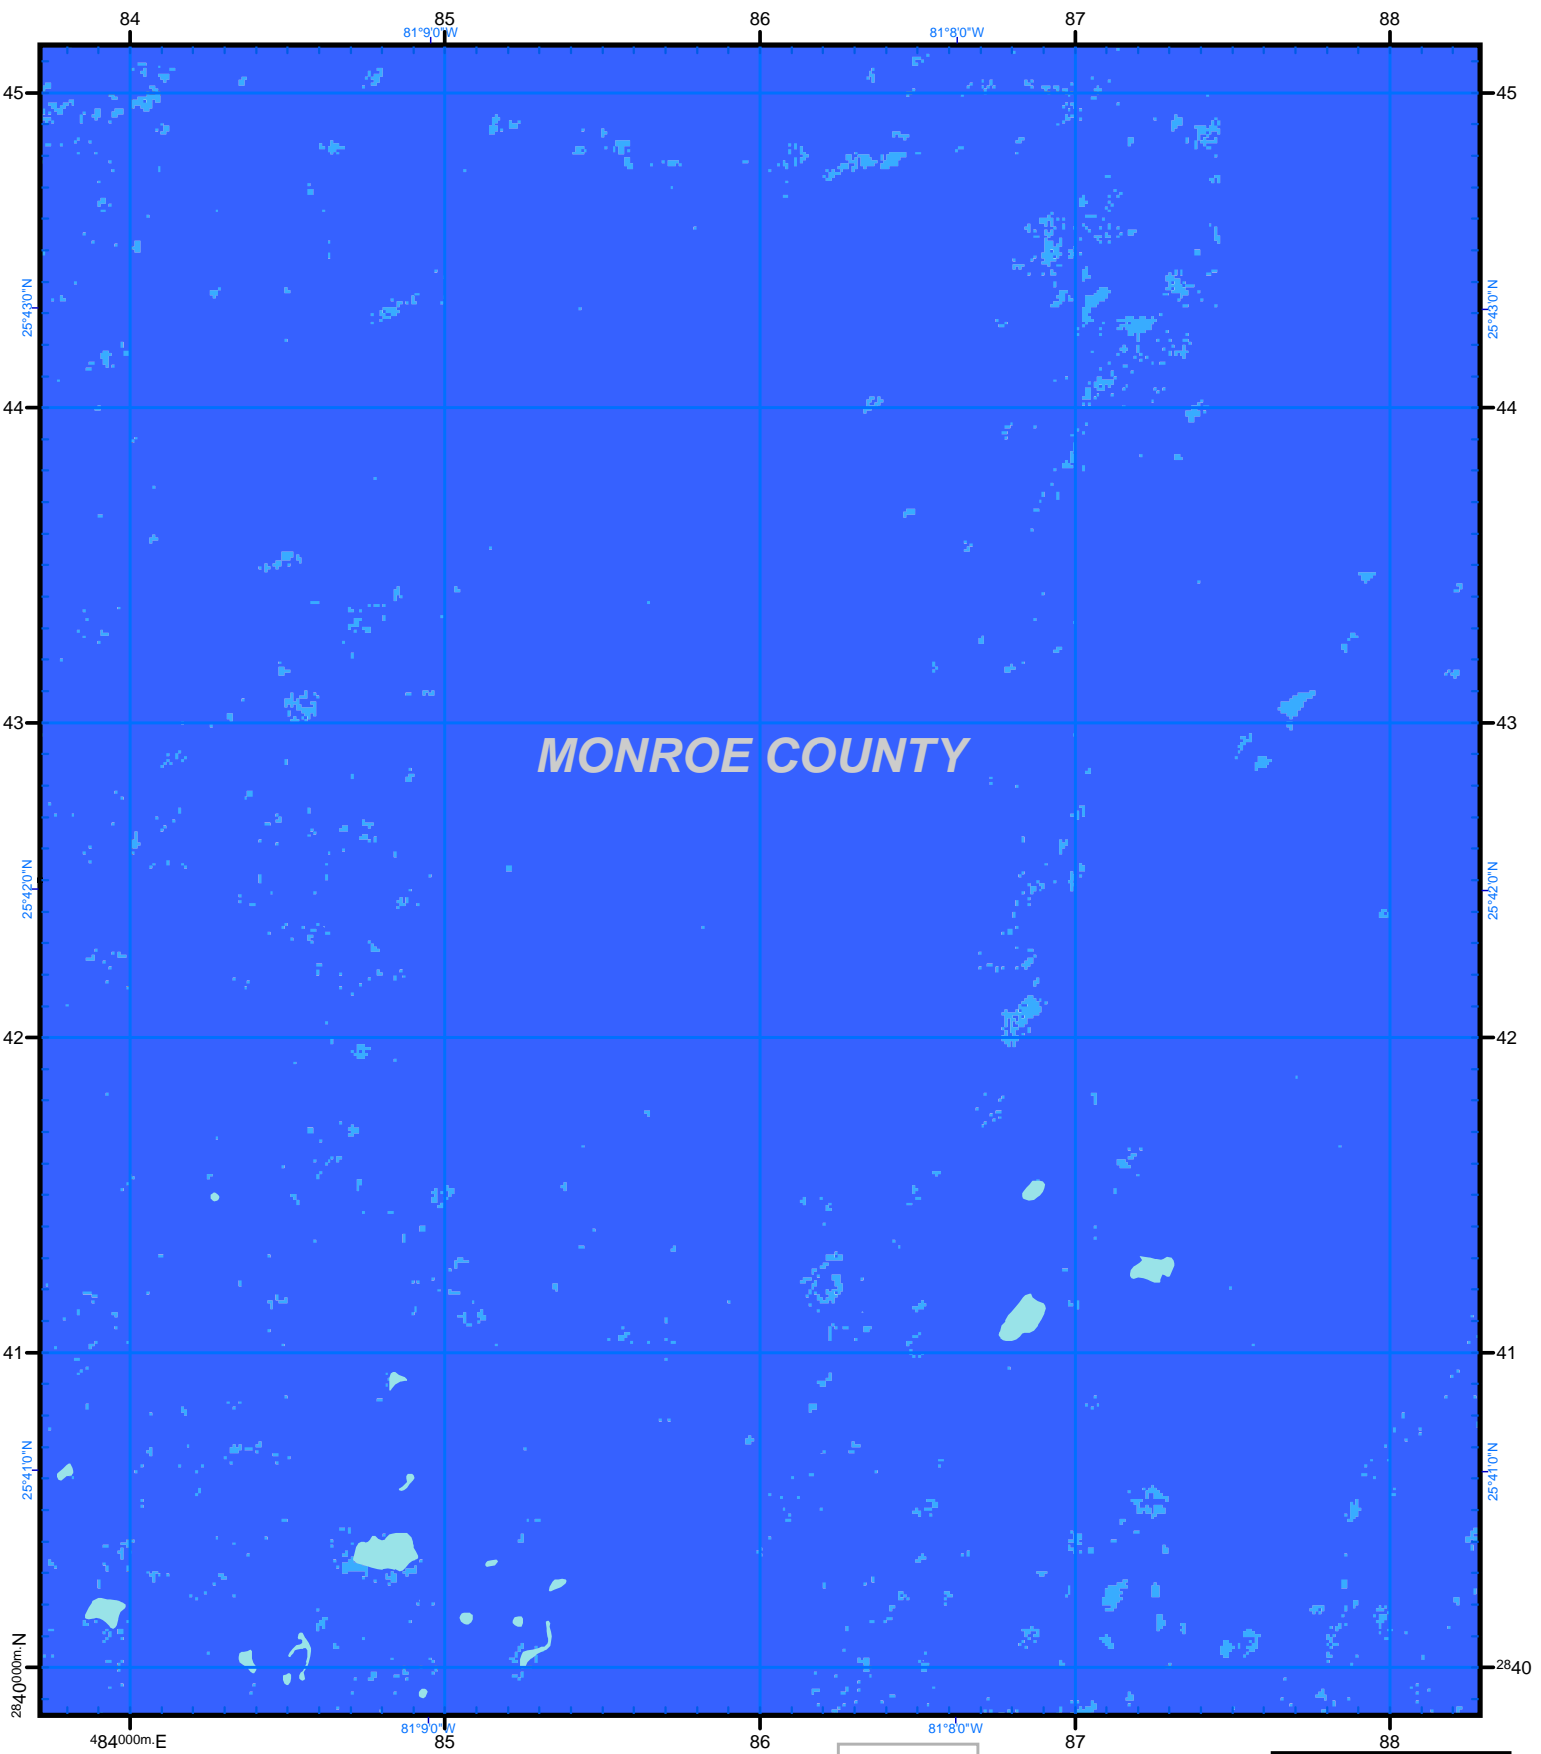 84 85 86 87 88
81°9'0"W 81°8'0"W
45 45
25°43'0"N 25°43'0"N
44 44
43 43
MONROE COUNTY
25°42'0"N 25°42'0"N
42 42
41 41
25°41'0"N 25°41'0"N
2840000m.N 2840
81°9'0"W 81°8'0"W
484000m.E 85 86 87 88